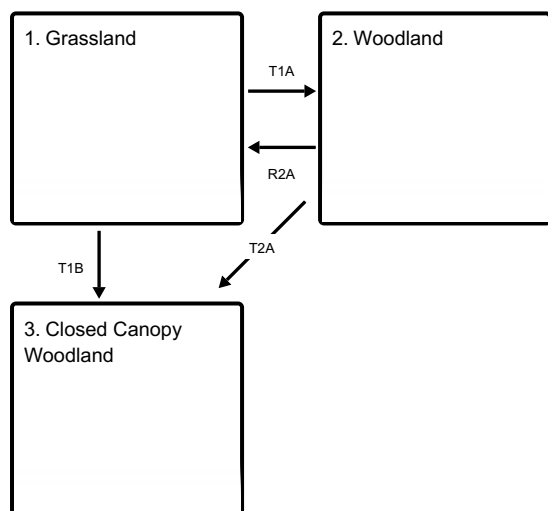 1. Grassland
2. Woodland
T1A
R2A
T1B
T2A
3. Closed Canopy
Woodland